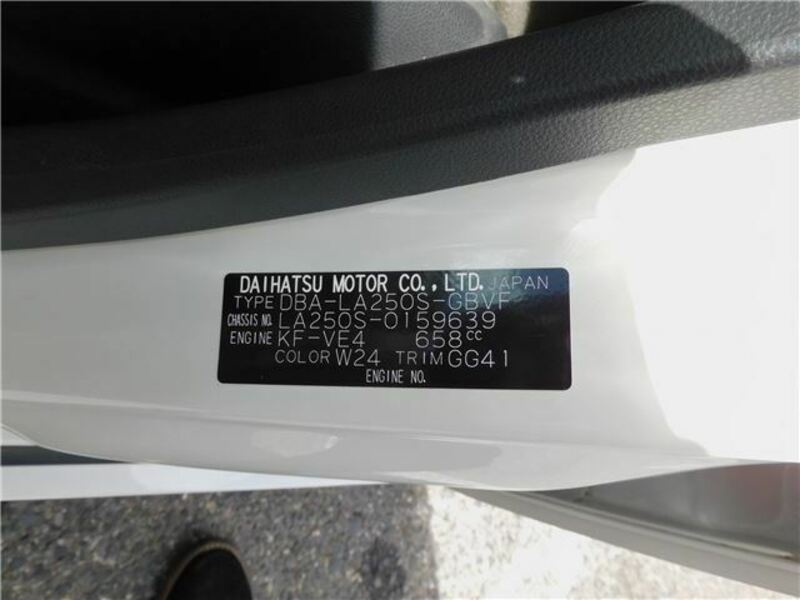 DAIHATSU MOTOR CO., LTD. JAPAN
TYPE DBA-LA250S-GBVF
CHASSIS NO. LA250S-0159639
ENGINE KF-VE4 658cc
COLOR W24 TRIM GG41
ENGINE NO.